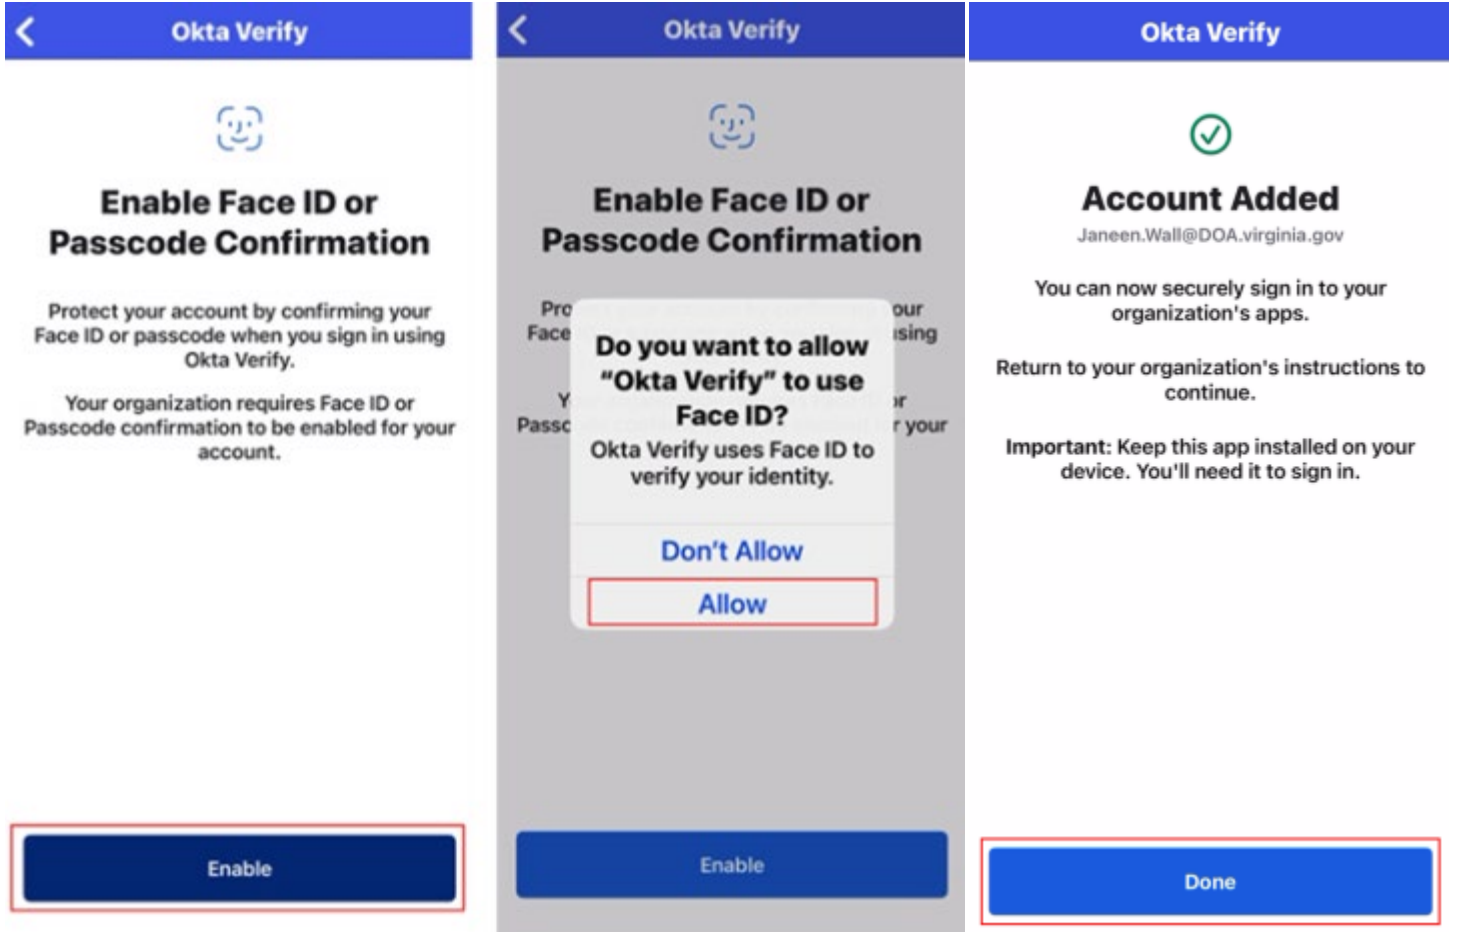 Okta Verify
Enable Face ID or
Passcode Confirmation
Protect your account by confirming your
Face ID or passcode when you sign in using
Okta Verify.
Your organization requires Face ID or
Passcode confirmation to be enabled for your
account.
Enable
Okta Verify
Enable Face ID or
Passcode Confirmation
Do you want to allow
“Okta Verify” to use
Face ID?
Okta Verify uses Face ID to
verify your identity.
Don’t Allow
Allow
Enable
Okta Verify
Account Added
Janeen.Wall@DOA.virginia.gov
You can now securely sign in to your
organization's apps.
Return to your organization's instructions to
continue.
Important: Keep this app installed on your
device. You'll need it to sign in.
Done